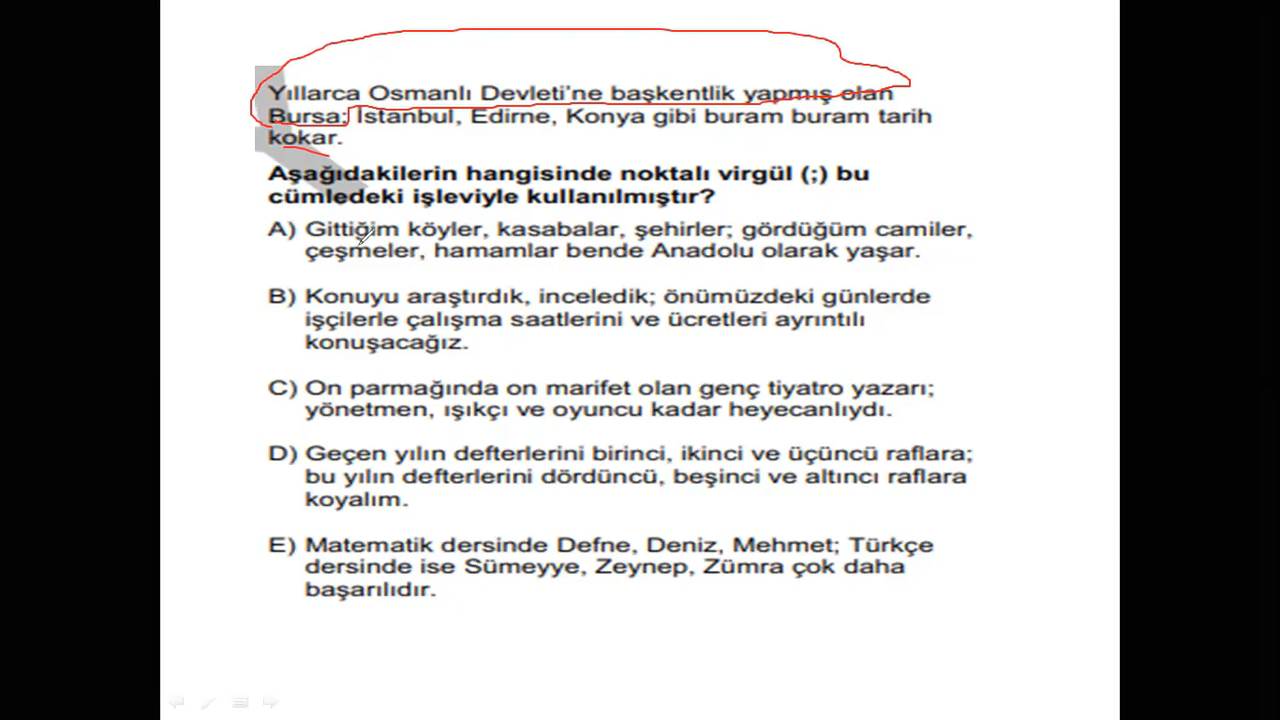 Yıllarca Osmanlı Devleti'ne başkentlik yapmış olan
Bursa; İstanbul, Edirne, Konya gibi buram buram tarih
kokar.
Aşağıdakilerin hangisinde noktalı virgül (;) bu
cümledeki işleviyle kullanılmıştır?
A) Gittiğim köyler, kasabalar, şehirler; gördüğüm camiler,
çeşmeler, hamamlar bende Anadolu olarak yaşar.
B) Konuyu araştırdık, inceledik; önümüzdeki günlerde
işçilerle çalışma saatlerini ve ücretleri ayrıntılı
konuşacağız.
C) On parmağında on marifet olan genç tiyatro yazarı;
yönetmen, ışıkçı ve oyuncu kadar heyecanlıydı.
D) Geçen yılın defterlerini birinci, ikinci ve üçüncü raflara;
bu yılın defterlerini dördüncü, beşinci ve altıncı raflara
koyalım.
E) Matematik dersinde Defne, Deniz, Mehmet; Türkçe
dersinde ise Sümeyye, Zeynep, Zümra çok daha
başarılıdır.